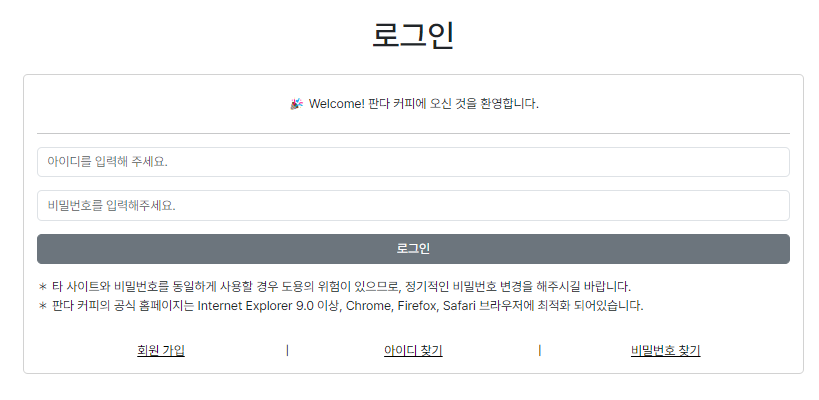 로그인
🎉 Welcome! 판다 커피에 오신 것을 환영합니다.
아이디를 입력해 주세요.
비밀번호를 입력해주세요.
로그인
＊ 타 사이트와 비밀번호를 동일하게 사용할 경우 도용의 위험이 있으므로, 정기적인 비밀번호 변경을 해주시길 바랍니다.
＊ 판다 커피의 공식 홈페이지는 Internet Explorer 9.0 이상, Chrome, Firefox, Safari 브라우저에 최적화 되어있습니다.
회원 가입 | 아이디 찾기 | 비밀번호 찾기